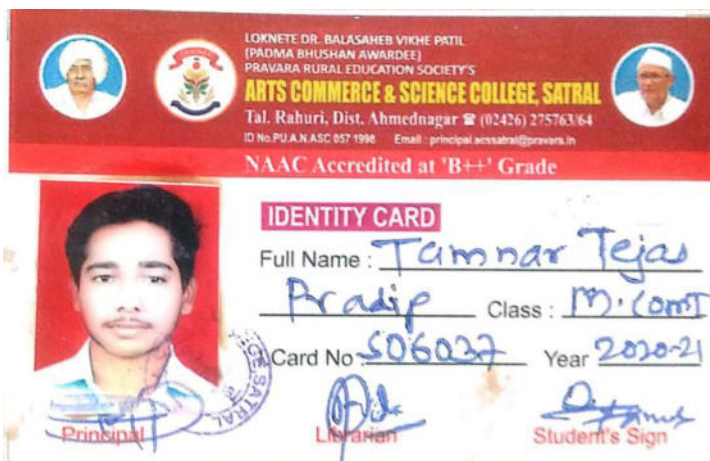 LOKNETE DR. BALASAHEB VIKHE PATIL
(PADMA BHUSHAN AWARDEE)
PRAVARA RURAL EDUCATION SOCIETY'S
ARTS COMMERCE & SCIENCE COLLEGE, SATRAL
Tal. Rahuri, Dist. Ahmednagar ☎ (02426) 275763/64
ID No.PU.A.N.ASC 057 1998 Email : principal.acssatral@pravara.in
NAAC Accredited at 'B++' Grade
IDENTITY CARD
Full Name : Tamnar Tejas
Pradip Class : M.com I
Card No S06037 Year 2020-21
SATRAL
Principal Librarian Student's Sign